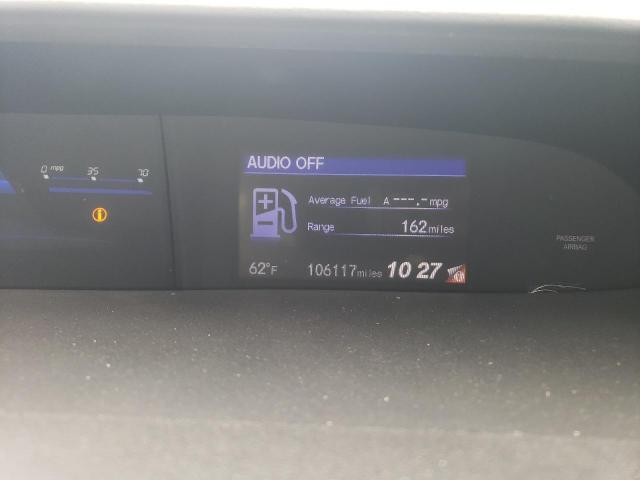 0 mpg 35 70
AUDIO OFF
Average Fuel A ---.- mpg
Range 162 miles
62°F 106117 miles 10 27
PASSENGER
AIRBAG